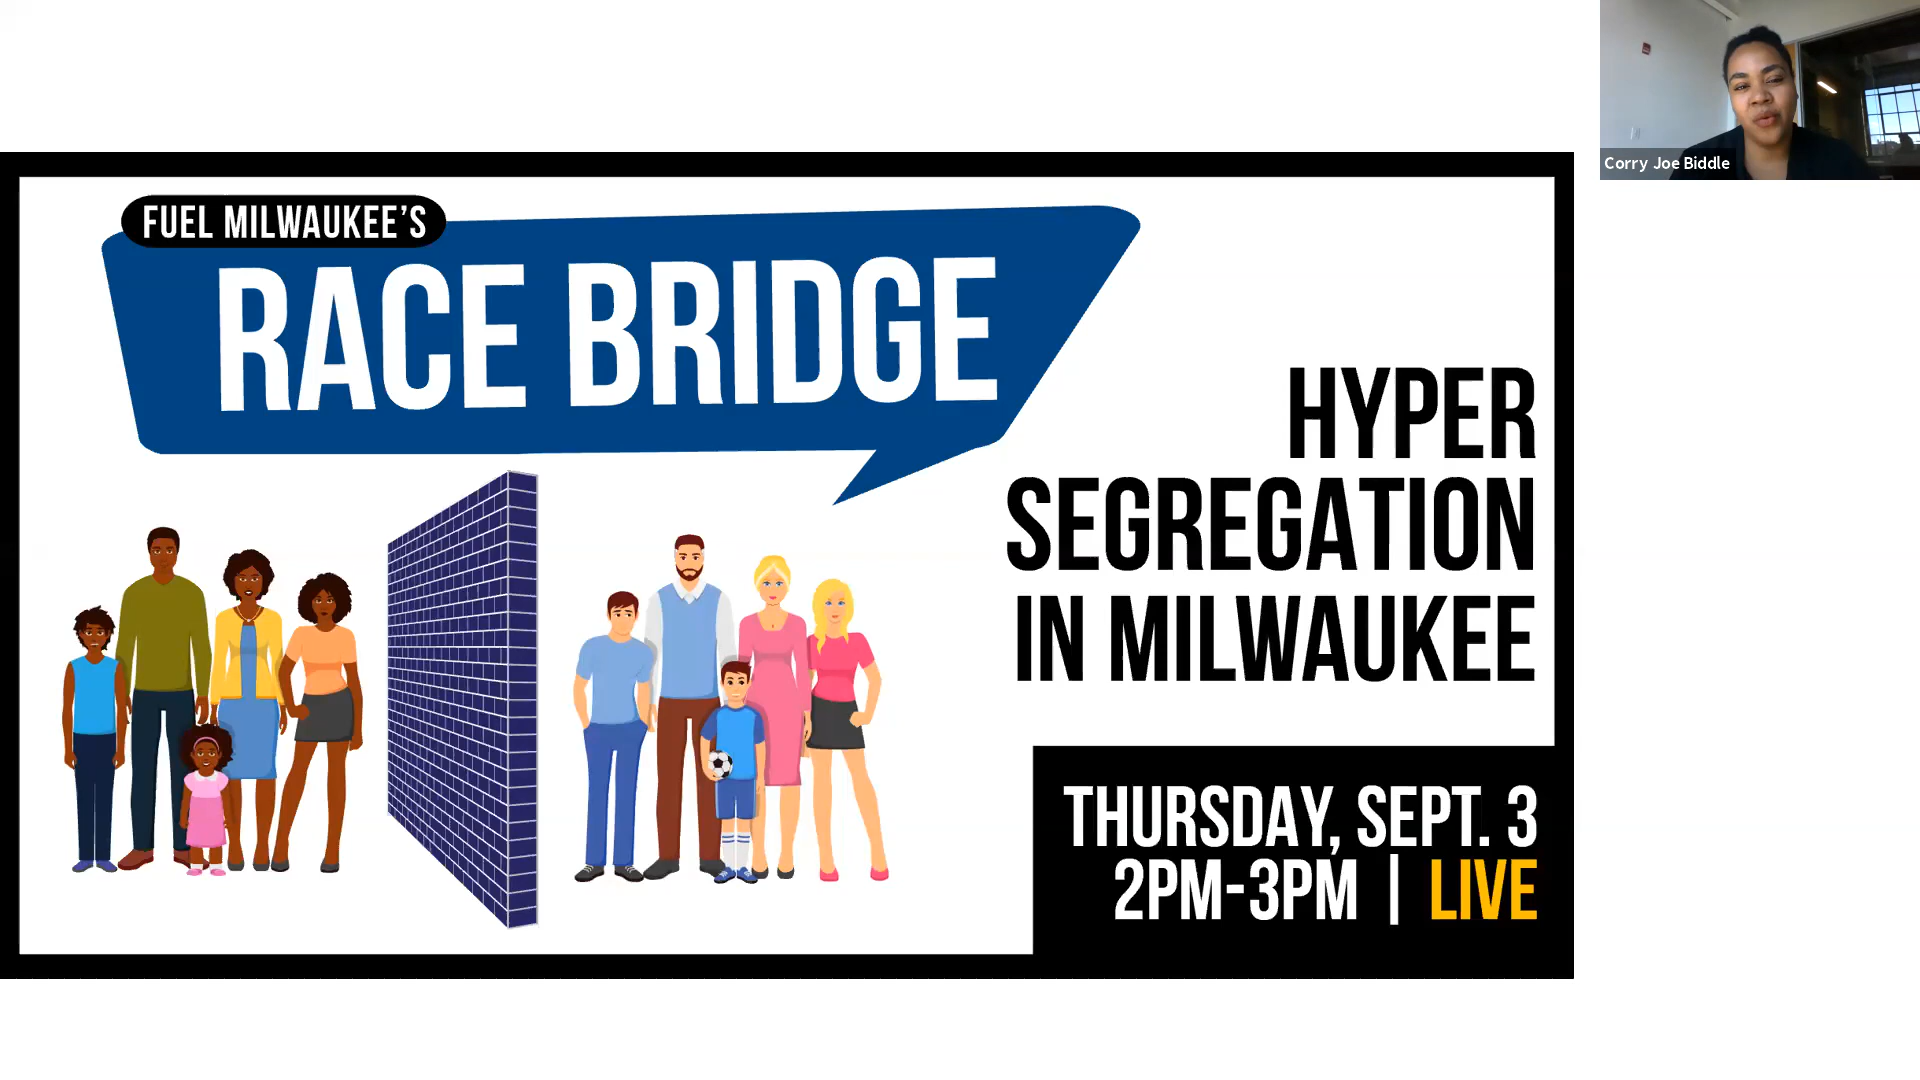 FUEL MILWAUKEE'S
RACE BRIDGE
HYPER
SEGREGATION
IN MILWAUKEE
THURSDAY, SEPT. 3
2PM-3PM | LIVE
Corry Joe Biddle